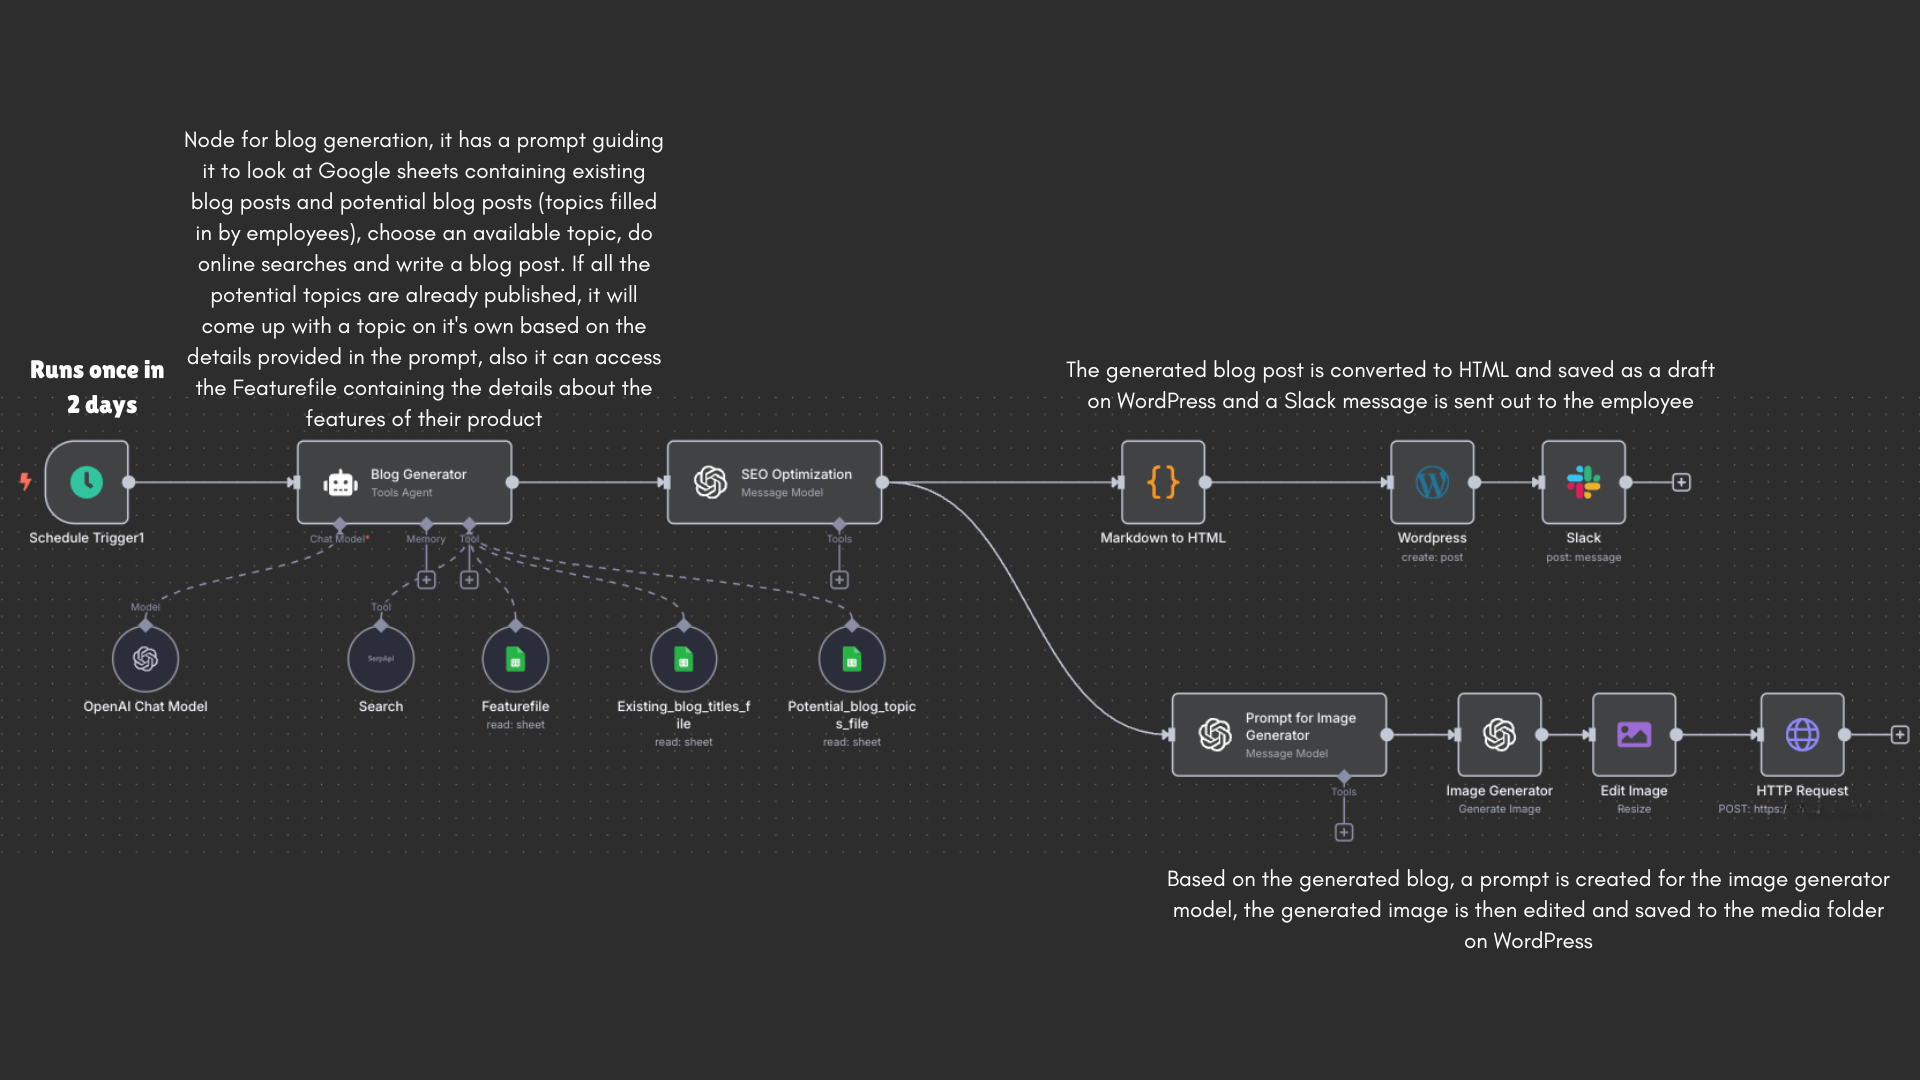 Node for blog generation, it has a prompt guiding
it to look at Google sheets containing existing
blog posts and potential blog posts (topics filled
in by employees), choose an available topic, do
online searches and write a blog post. If all the
potential topics are already published, it will
come up with a topic on it's own based on the
details provided in the prompt, also it can access
the Featurefile containing the details about the
features of their product
Runs once in
2 days
The generated blog post is converted to HTML and saved as a draft
on WordPress and a Slack message is sent out to the employee
Schedule Trigger1
Blog Generator
Tools Agent
Chat Model*
Memory
Tool
SEO Optimization
Message Model
Tools
Markdown to HTML
Wordpress
create: post
Slack
post: message
Model
OpenAI Chat Model
Tool
SerpApi
Search
Featurefile
read: sheet
Existing_blog_titles_f
ile
read: sheet
Potential_blog_topic
s_file
read: sheet
Prompt for Image
Generator
Message Model
Tools
Image Generator
Generate Image
Edit Image
Resize
HTTP Request
POST: https:/
Based on the generated blog, a prompt is created for the image generator
model, the generated image is then edited and saved to the media folder
on WordPress